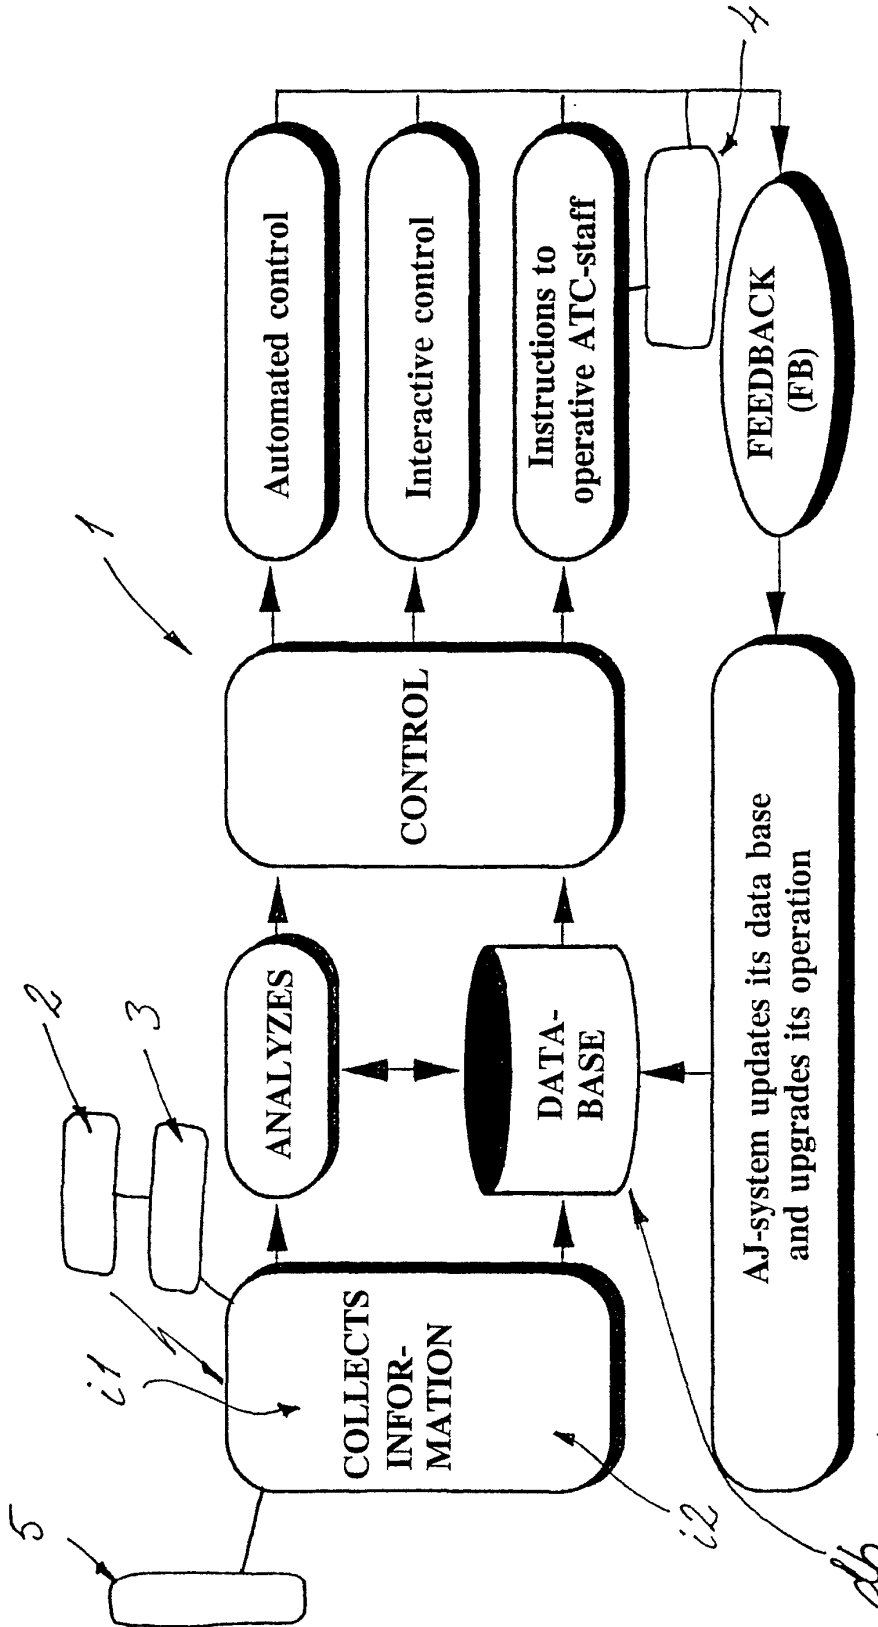 5
2
3
i1
i2
db
1
4
COLLECTS
INFOR-
MATION
ANALYZES
DATA-
BASE
CONTROL
Automated control
Interactive control
Instructions to
operative ATC-staff
FEEDBACK
(FB)
AJ-system updates its data base
and upgrades its operation